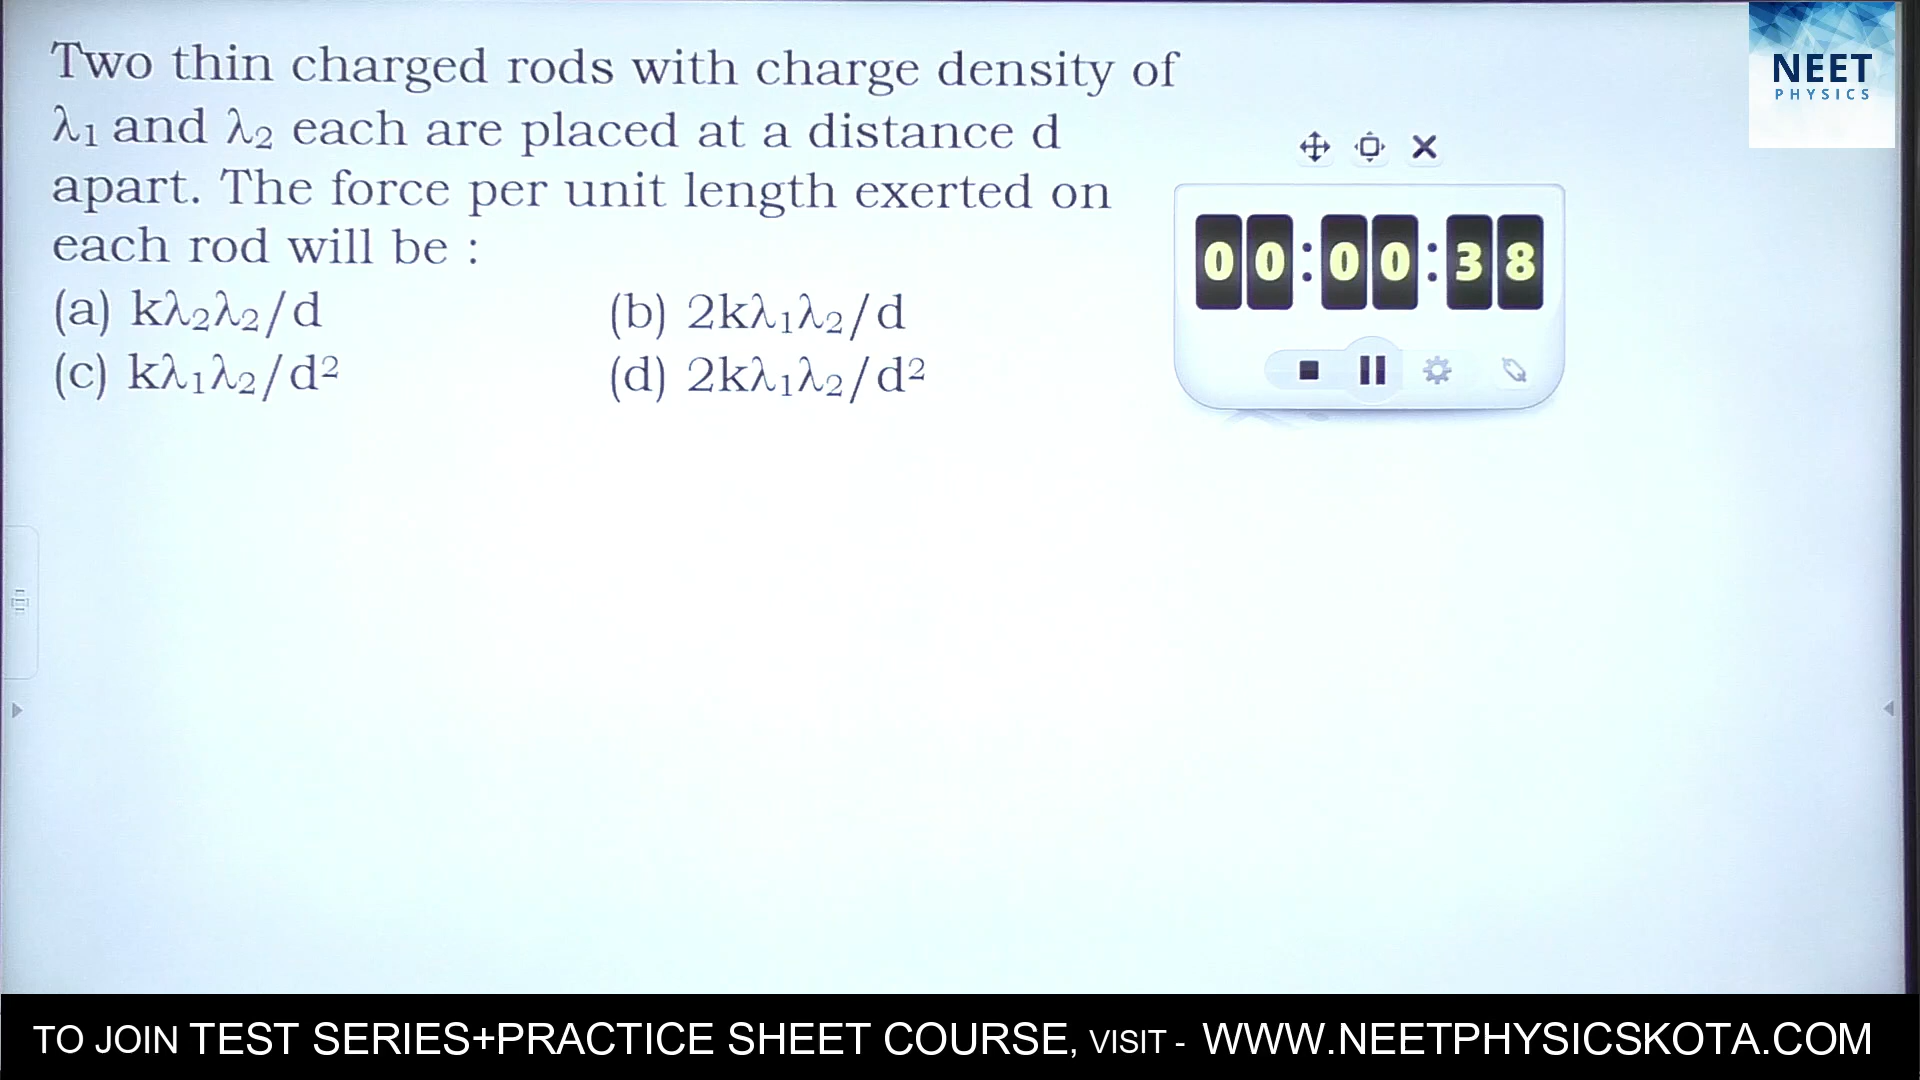 Two thin charged rods with charge density of
λ₁ and λ₂ each are placed at a distance d
apart. The force per unit length exerted on
each rod will be :
(a) kλ₂λ₂/d (b) 2kλ₁λ₂/d
(c) kλ₁λ₂/d² (d) 2kλ₁λ₂/d²
NEET
PHYSICS
00:00:38
TO JOIN TEST SERIES+PRACTICE SHEET COURSE, VISIT - WWW.NEETPHYSICSKOTA.COM